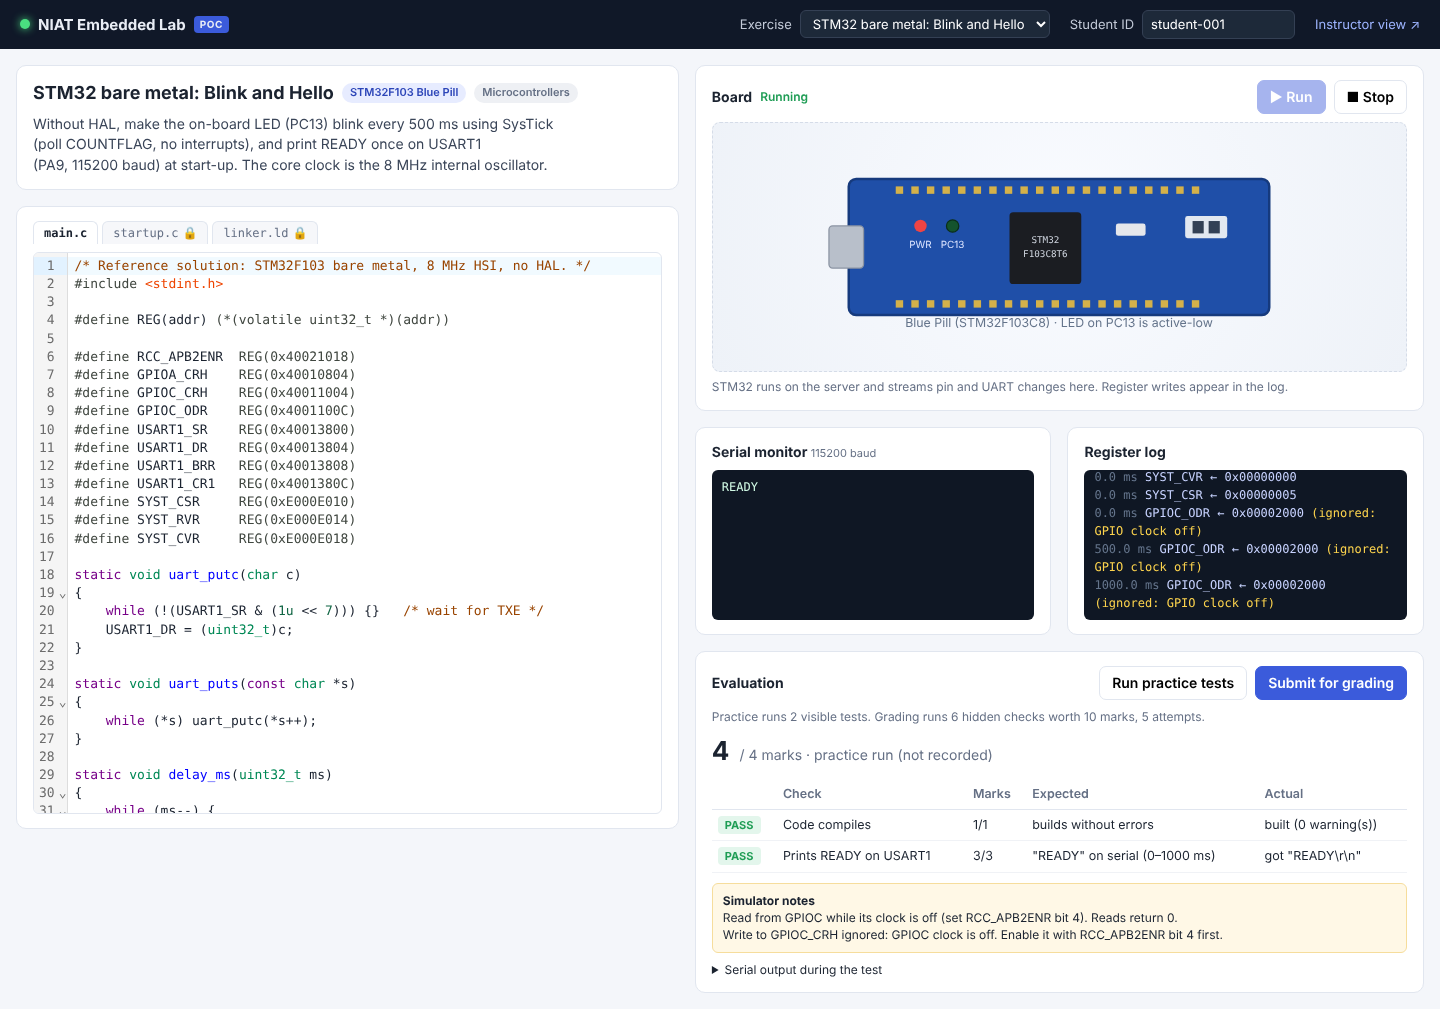 NIAT Embedded Lab POC
Exercise STM32 bare metal: Blink and Hello Student ID student-001 Instructor view ↗
STM32 bare metal: Blink and Hello STM32F103 Blue Pill Microcontrollers
Without HAL, make the on-board LED (PC13) blink every 500 ms using SysTick
(poll COUNTFLAG, no interrupts), and print READY once on USART1
(PA9, 115200 baud) at start-up. The core clock is the 8 MHz internal oscillator.
main.c startup.c 🔒 linker.ld 🔒
1 /* Reference solution: STM32F103 bare metal, 8 MHz HSI, no HAL. */
2 #include <stdint.h>
3
4 #define REG(addr) (*(volatile uint32_t *)(addr))
5
6 #define RCC_APB2ENR  REG(0x40021018)
7 #define GPIOA_CRH    REG(0x40010804)
8 #define GPIOC_CRH    REG(0x40011004)
9 #define GPIOC_ODR    REG(0x4001100C)
10 #define USART1_SR    REG(0x40013800)
11 #define USART1_DR    REG(0x40013804)
12 #define USART1_BRR   REG(0x40013808)
13 #define USART1_CR1   REG(0x4001380C)
14 #define SYST_CSR     REG(0xE000E010)
15 #define SYST_RVR     REG(0xE000E014)
16 #define SYST_CVR     REG(0xE000E018)
17
18 static void uart_putc(char c)
19 {
20     while (!(USART1_SR & (1u << 7))) {}   /* wait for TXE */
21     USART1_DR = (uint32_t)c;
22 }
23
24 static void uart_puts(const char *s)
25 {
26     while (*s) uart_putc(*s++);
27 }
28
29 static void delay_ms(uint32_t ms)
30 {
31     while (ms--) {
Board Running ▶ Run ■ Stop
PWR PC13
STM32
F103C8T6
Blue Pill (STM32F103C8) · LED on PC13 is active-low
STM32 runs on the server and streams pin and UART changes here. Register writes appear in the log.
Serial monitor 115200 baud
READY
Register log
0.0 ms SYST_CVR ← 0x00000000
0.0 ms SYST_CSR ← 0x00000005
0.0 ms GPIOC_ODR ← 0x00002000 (ignored:
GPIO clock off)
500.0 ms GPIOC_ODR ← 0x00002000 (ignored:
GPIO clock off)
1000.0 ms GPIOC_ODR ← 0x00002000
(ignored: GPIO clock off)
Evaluation Run practice tests Submit for grading
Practice runs 2 visible tests. Grading runs 6 hidden checks worth 10 marks, 5 attempts.
4 / 4 marks · practice run (not recorded)
Check Marks Expected Actual
PASS Code compiles 1/1 builds without errors built (0 warning(s))
PASS Prints READY on USART1 3/3 "READY" on serial (0–1000 ms) got "READY\r\n"
Simulator notes
Read from GPIOC while its clock is off (set RCC_APB2ENR bit 4). Reads return 0.
Write to GPIOC_CRH ignored: GPIOC clock is off. Enable it with RCC_APB2ENR bit 4 first.
▶ Serial output during the test